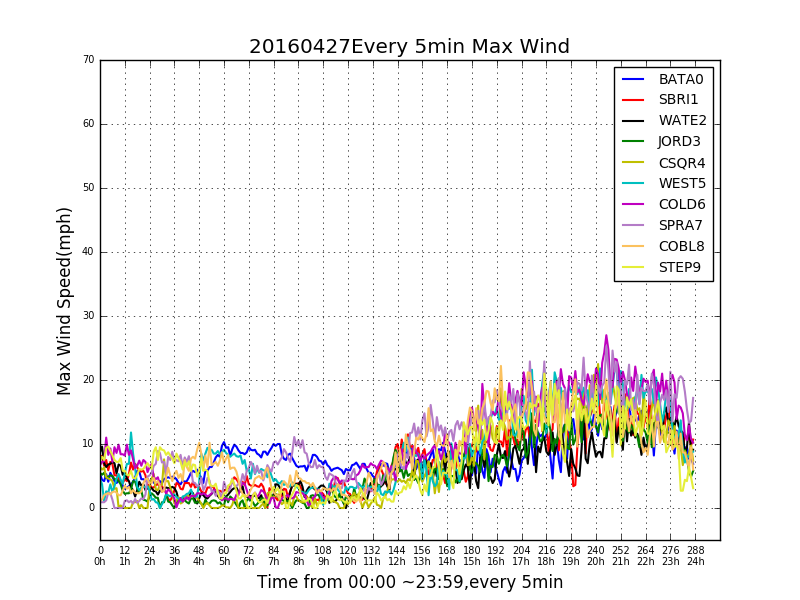 20160427Every 5min Max Wind
70
60
50
40
30
20
10
0
Max Wind Speed(mph)
BATA0
SBRI1
WATE2
JORD3
CSQR4
WEST5
COLD6
SPRA7
COBL8
STEP9
0 12 24 36 48 60 72 84 96 108 120 132 144 156 168 180 192 204 216 228 240 252 264 276 288
0h 1h 2h 3h 4h 5h 6h 7h 8h 9h 10h 11h 12h 13h 14h 15h 16h 17h 18h 19h 20h 21h 22h 23h 24h
Time from 00:00 ~23:59,every 5min